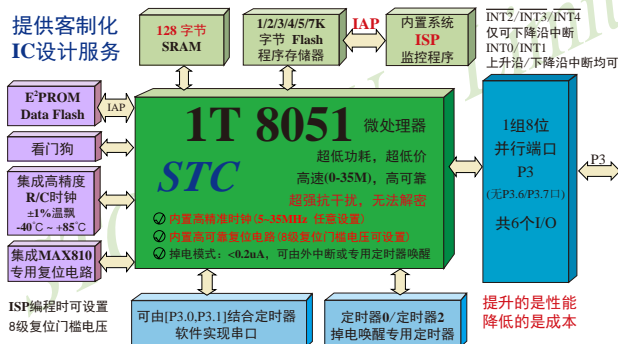 提供客制化
IC设计服务
128 字节
SRAM
1/2/3/4/5/7K
字节 Flash
程序存储器
IAP
内置系统
ISP
监控程序
INT2/INT3/INT4
仅可下降沿中断
INT0/INT1
上升沿/下降沿中断均可
E²PROM
Data Flash
IAP
看门狗
集成高精度
R/C时钟
±1%温飘
-40℃ ~ +85℃
集成MAX810
专用复位电路
ISP编程时可设置
8级复位门槛电压
1T 8051 微处理器
STC
超低功耗，超低价
高速(0-35M)，高可靠
超强抗干扰，无法解密
内置高精准时钟(5~35MHz 任意设置)
内置高可靠复位电路(8级复位门槛电压可设置)
掉电模式：<0.2uA，可由外中断或专用定时器唤醒
1组8位
并行端口
P3
(无P3.6/P3.7口)
共6个I/O
P3
可由[P3.0,P3.1]结合定时器
软件实现串口
定时器0/定时器2
掉电唤醒专用定时器
提升的是性能
降低的是成本